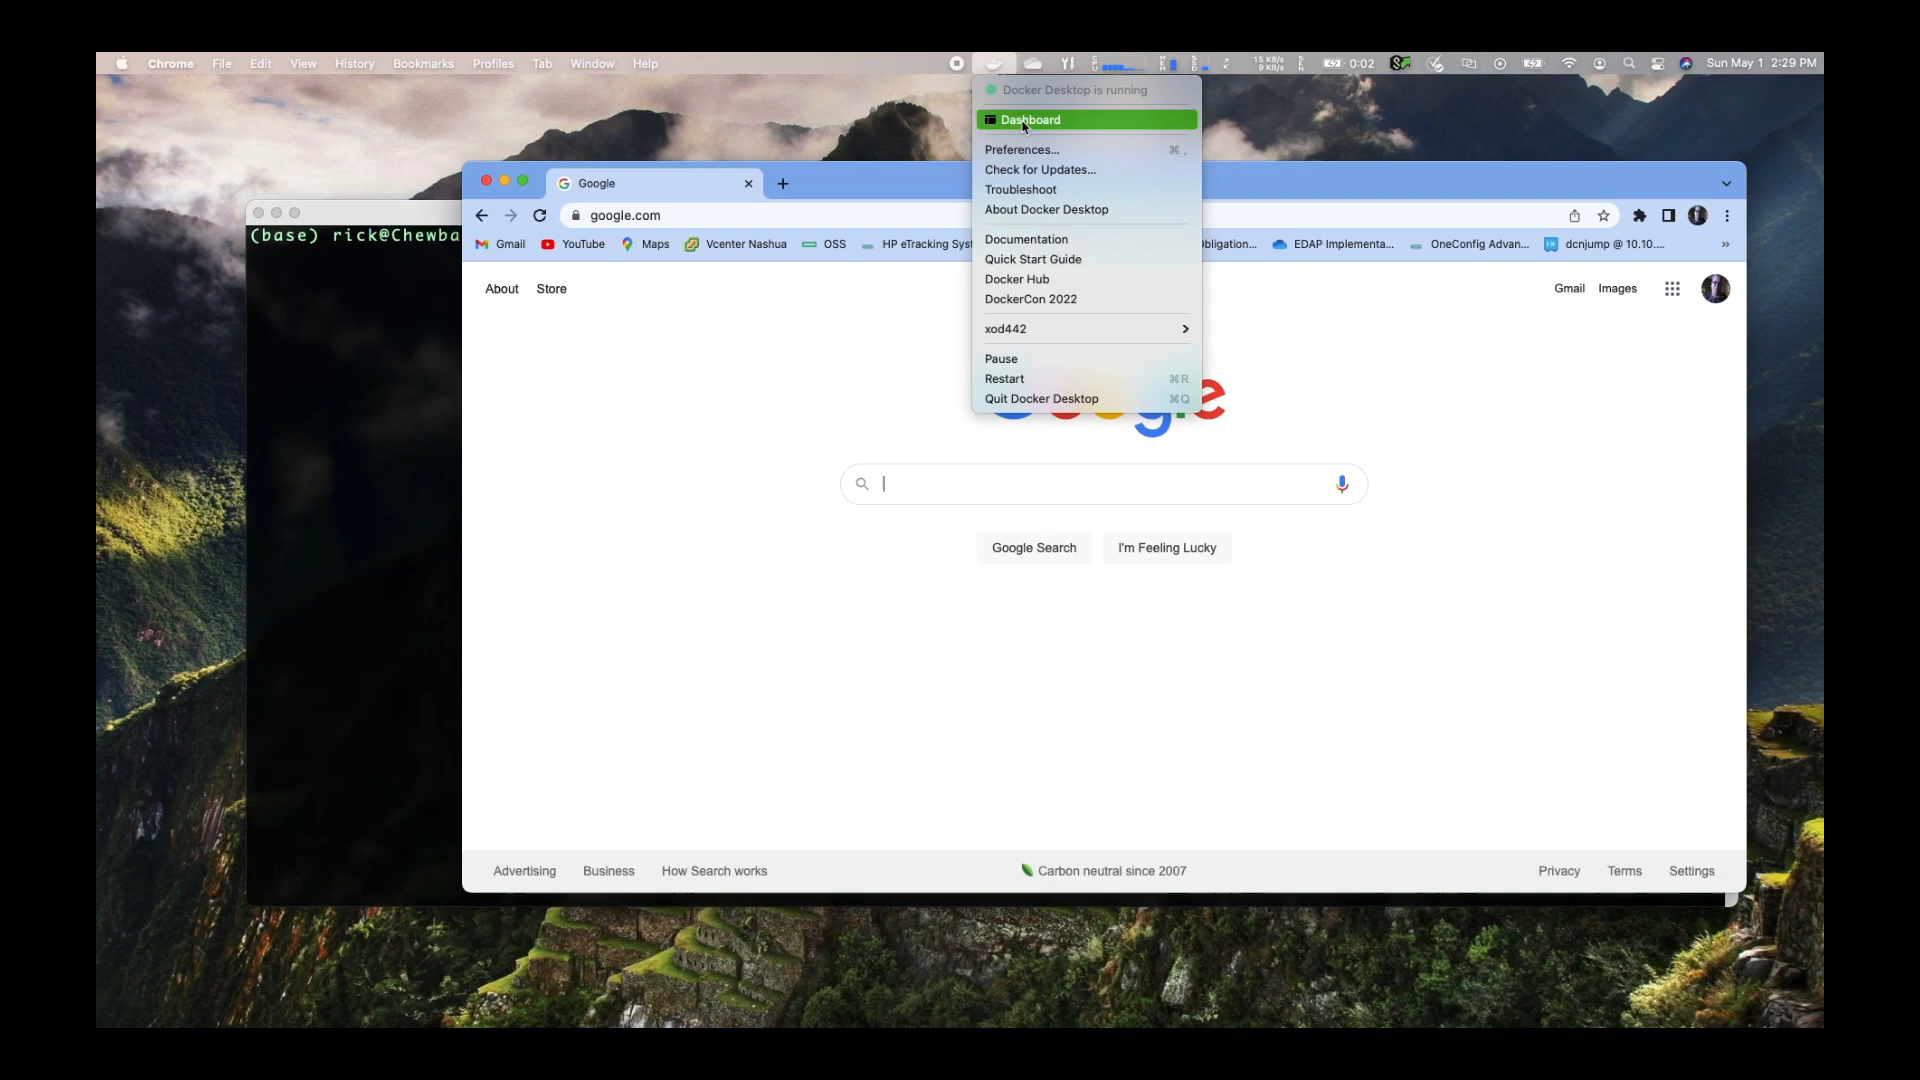 Chrome File Edit View History Bookmarks Profiles Tab Window Help
15 KB/s
9 KB/s
0:02
Sun May 1 2:29 PM
Docker Desktop is running
Dashboard
Preferences... ⌘ ,
Check for Updates...
Troubleshoot
About Docker Desktop
Documentation
Quick Start Guide
Docker Hub
DockerCon 2022
xod442
Pause
Restart ⌘R
Quit Docker Desktop ⌘Q
Google
google.com
Gmail YouTube Maps Vcenter Nashua OSS HP eTracking Syst
bligation... EDAP Implementa... OneConfig Advan... dcnjump @ 10.10.... »
(base) rick@Chewba
About Store
Gmail Images
Google Search I'm Feeling Lucky
Advertising Business How Search works
Carbon neutral since 2007
Privacy Terms Settings